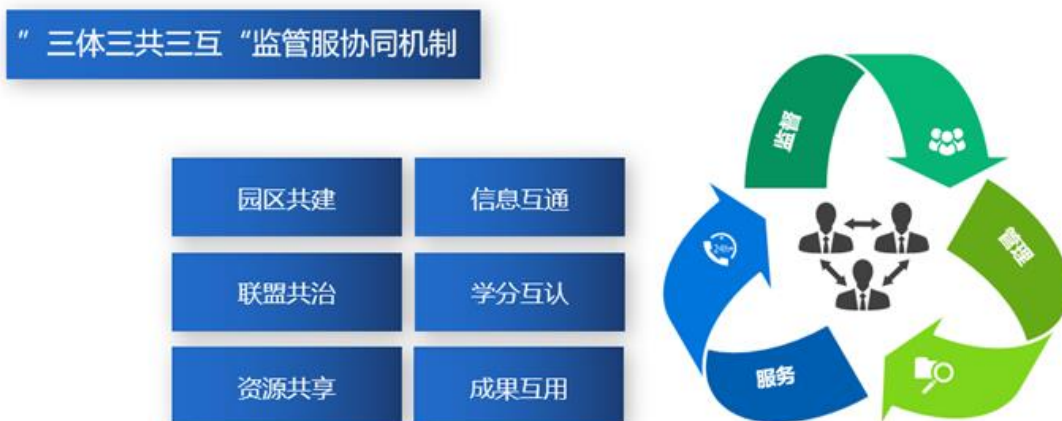 ”三体三共三互“监管服协同机制
园区共建
信息互通
联盟共治
学分互认
资源共享
成果互用
监督
管理
服务
24h